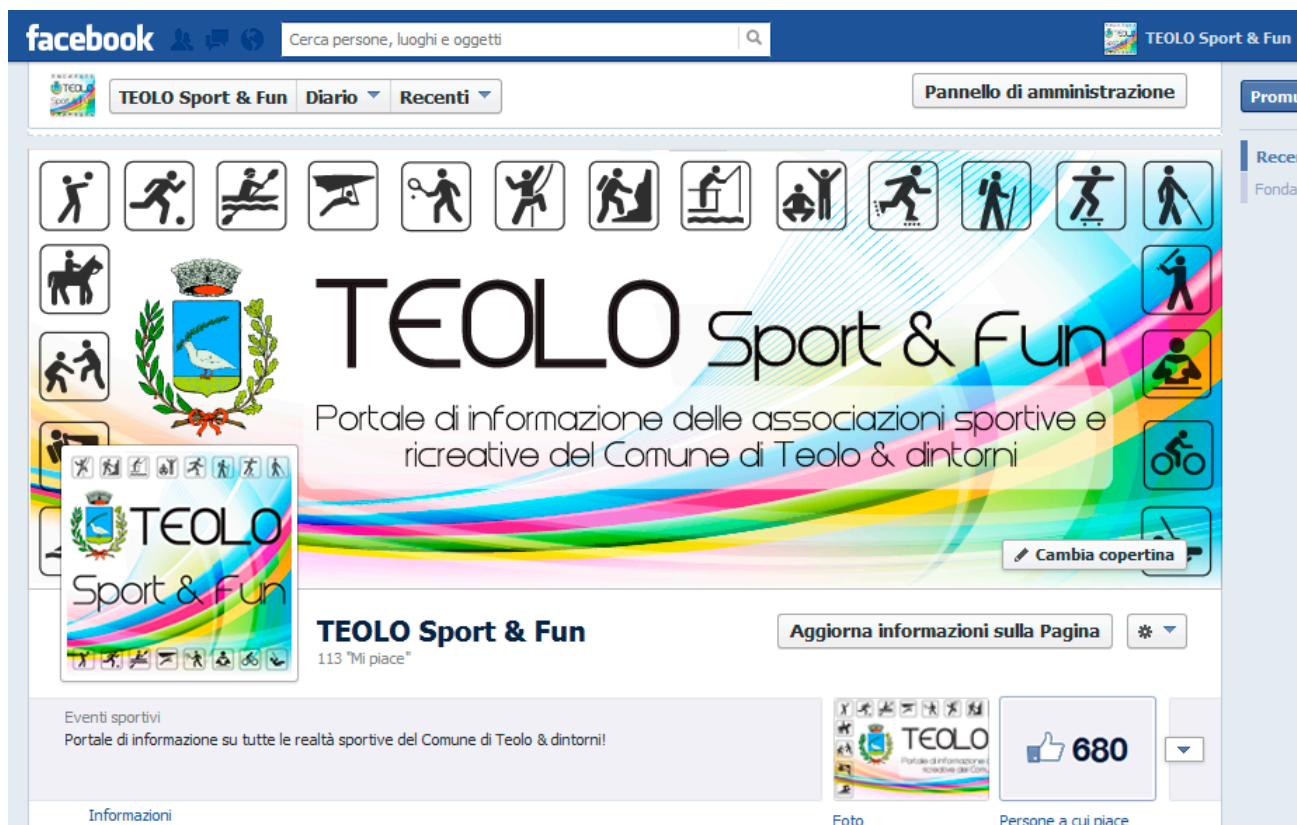 facebook
Cerca persone, luoghi e oggetti
TEOLO Sport & Fun
TEOLO Sport & Fun
Diario
Recenti
Pannello di amministrazione
TEOLO Sport & Fun
Portale di informazione delle associazioni sportive e
ricreative del Comune di Teolo & dintorni
Cambia copertina
TEOLO
Sport & Fun
TEOLO Sport & Fun
113 "Mi piace"
Aggiorna informazioni sulla Pagina
Eventi sportivi
Portale di informazione su tutte le realtà sportive del Comune di Teolo & dintorni!
TEOLO
680
Informazioni
Foto
Persone a cui piace